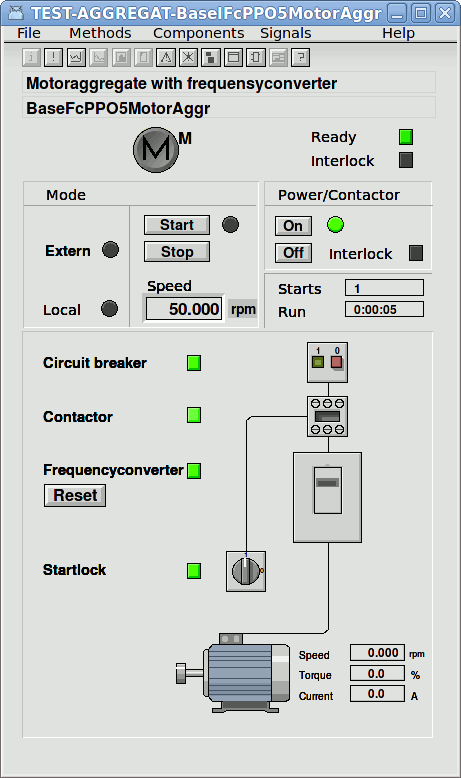 TEST-AGGREGAT-BaseIFcPPO5MotorAggr
File Methods Components Signals Help
Motoraggregate with frequensyconverter
BaseFcPPO5MotorAggr
M M
Ready
Interlock
Mode
Power/Contactor
Start
On
Extern
Stop
Off Interlock
Speed
Starts 1
Local 50.000 rpm
Run 0:00:05
Circuit breaker
1 0
Contactor
Frequencyconverter
Reset
Startlock
Speed 0.000 rpm
Torque 0.0 %
Current 0.0 A